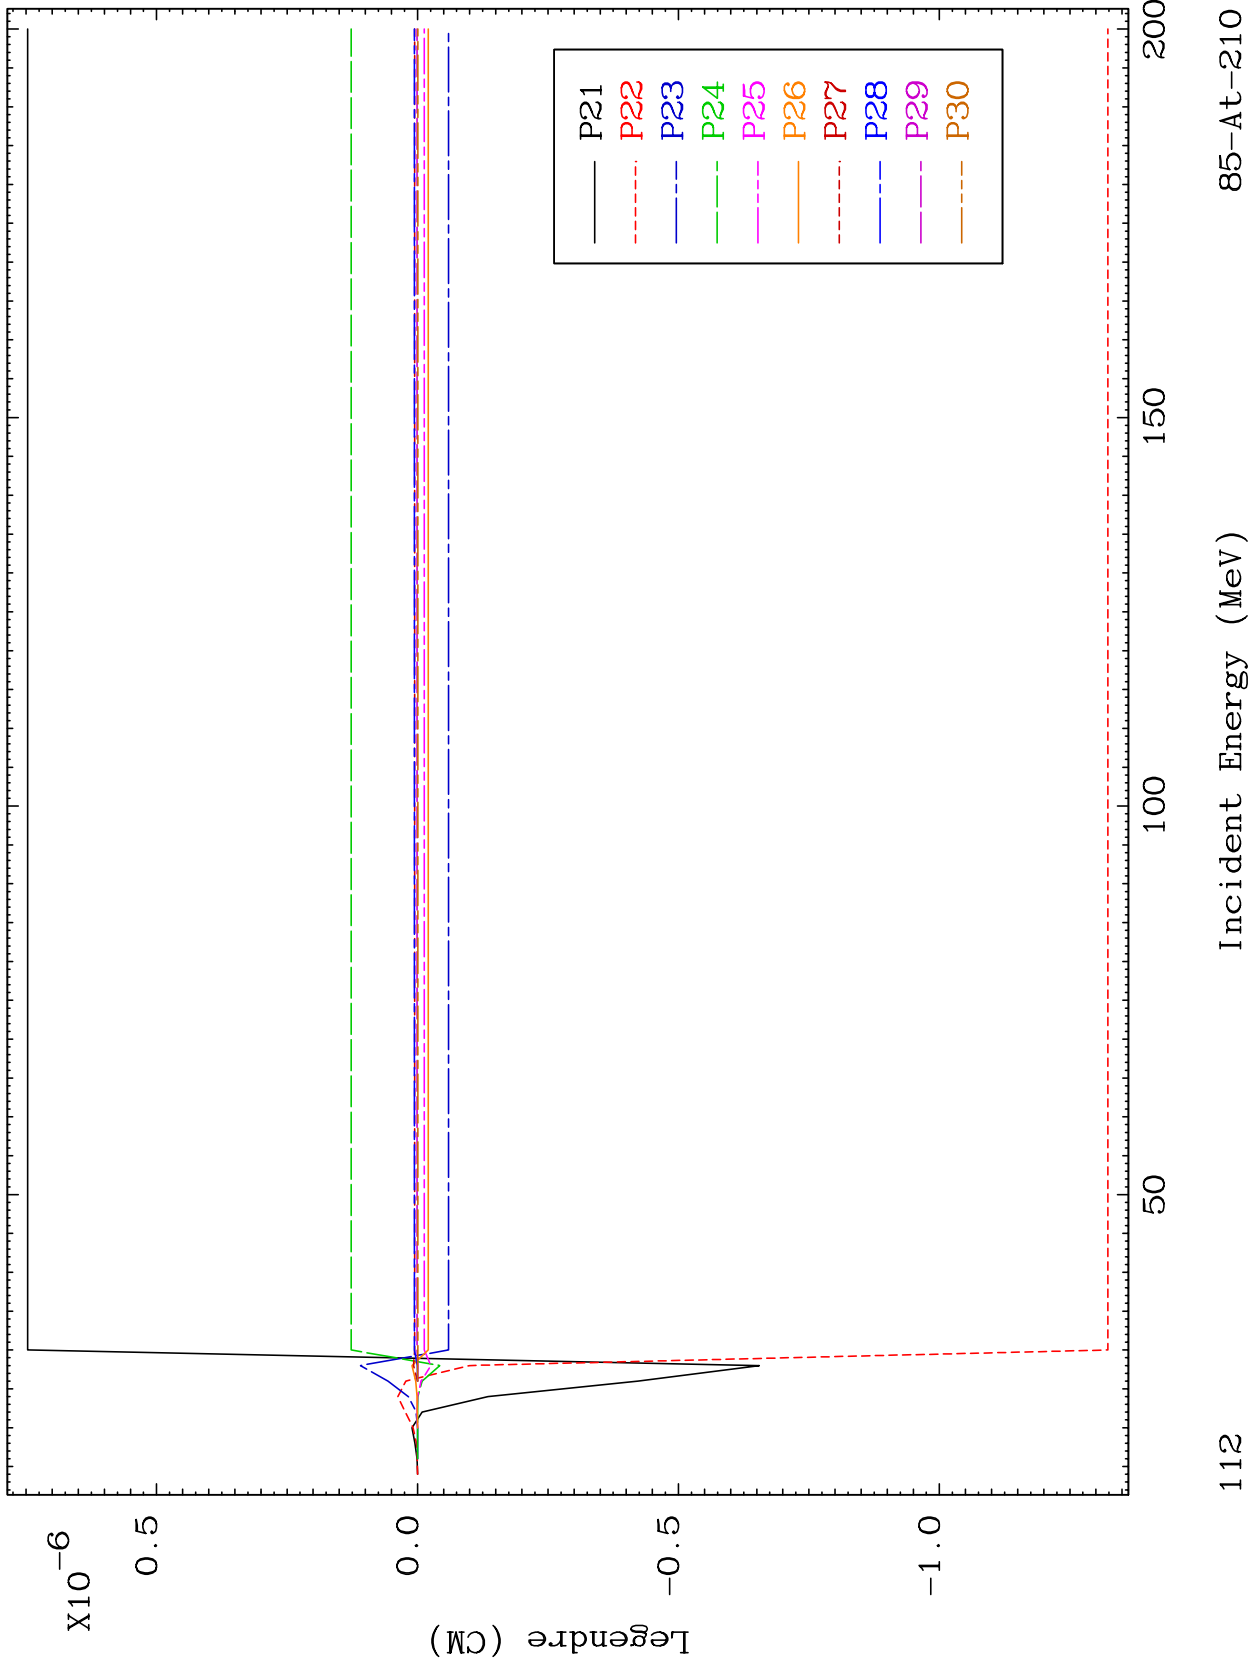 X10-6
0.5
0.0
-0.5
-1.0
Legendre (CM)
50
100
150
200
P21
P22
P23
P24
P25
P26
P27
P28
P29
P30
112
Incident Energy (MeV)
85-At-210